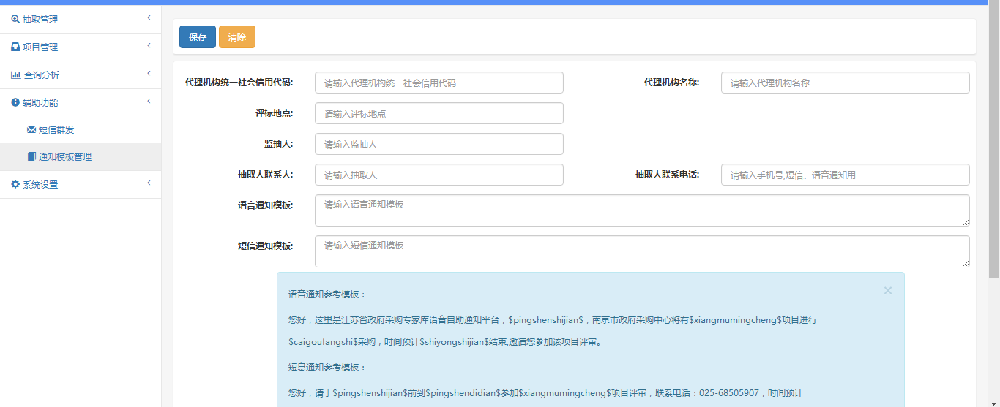 抽取管理
项目管理
查询分析
辅助功能
短信群发
通知模板管理
系统设置
保存 清除
代理机构统一社会信用代码: 请输入代理机构统一社会信用代码 代理机构名称: 请输入代理机构名称
评标地点: 请输入评标地点
监抽人: 请输入监抽人
抽取人联系人: 请输入抽取人 抽取人联系电话: 请输入手机号,短信、语音通知用
语言通知模板: 请输入语言通知模板
短信通知模板: 请输入短信通知模板
语音通知参考模板：
您好，这里是江苏省政府采购专家库语音自助通知平台，$pingshenshijian$，南京市政府采购中心将有$xiangmumingcheng$项目进行
$caigoufangshi$采购，时间预计$shiyongshijian$结束,邀请您参加该项目评审。
短息通知参考模板：
您好，请于$pingshenshijian$前到$pingshendidian$参加$xiangmumingcheng$项目评审，联系电话：025-68505907，时间预计